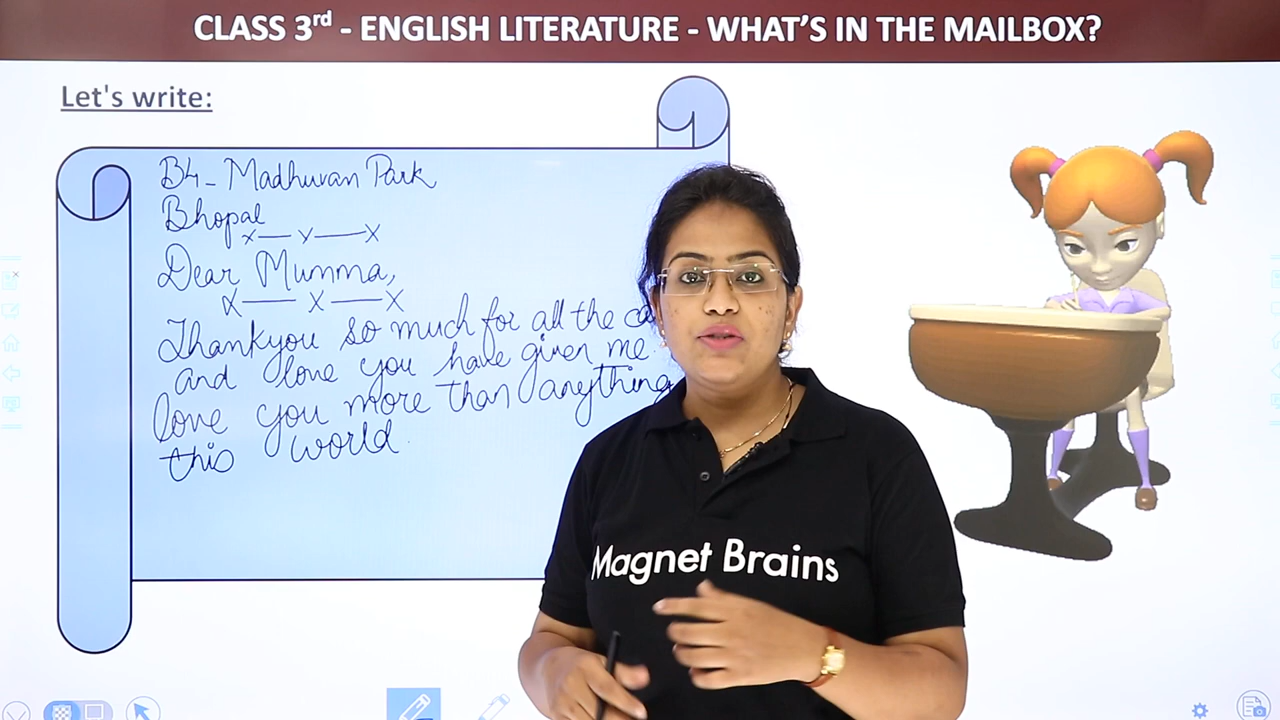 CLASS 3rd - ENGLISH LITERATURE - WHAT'S IN THE MAILBOX?
Let's write:
B4 - Madhuvan Park
Bhopal
x — x — x
Dear Mumma,
x — x — x
Thankyou so much for all the
and love you have given me.
love you more than anything
this world.
Magnet Brains